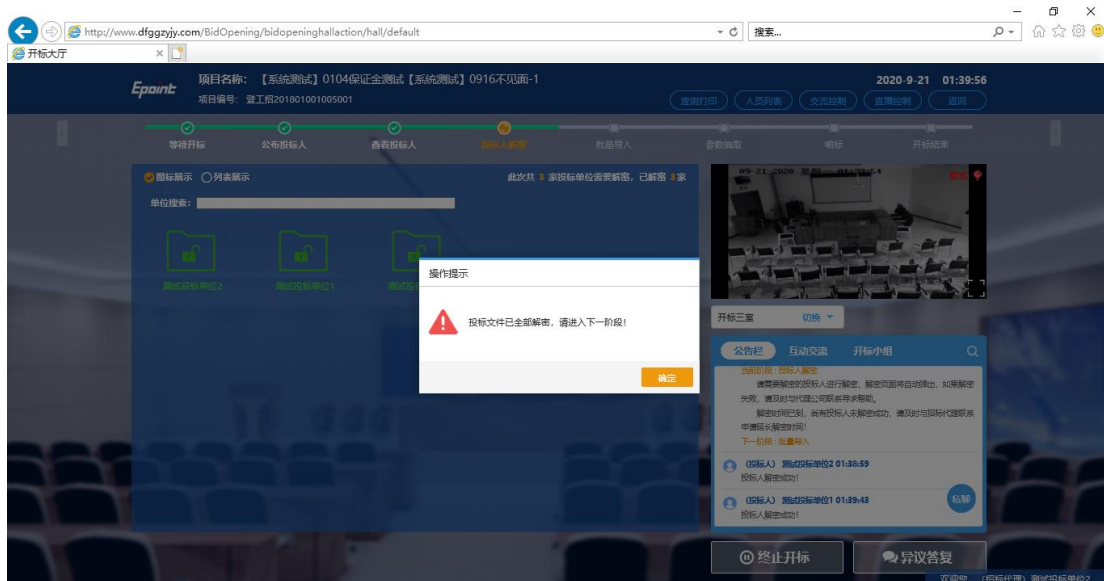 http://www.dfggzyjy.com/BidOpening/bidopeninghallaction/hall/default
搜索...
开标大厅
Epoint
项目名称： 【系统测试】0104保证金测试【系统测试】0916不见面-1
2020-9-21 01:39:56
项目编号： 登工招201801001005001
查询打印
人员列表
交流控制
直播控制
返回
等待开标
公布投标人
查看投标人
投标人解密
批量导入
参数抽取
唱标
开标结束
图标展示
列表展示
此次共 3 家投标单位需要解密，已解密 3 家
单位搜索：
测试投标单位2
测试投标单位1
测试投
操作提示
投标文件已全部解密，请进入下一阶段！
确定
开标三室
切换
公告栏
互动交流
开标小组
当前阶段：投标人解密
请需要解密的投标人进行解密，解密页面将自动弹出，如果解密
失败，请及时与代理公司联系寻求帮助。
解密时间已到，尚有投标人未解密成功，请及时与招标代理联系
申请延长解密时间！
下一阶段：批量导入
（投标人） 测试投标单位2 01:38:59
投标人解密成功！
（投标人） 测试投标单位1 01:39:43
投标人解密成功！
私聊
终止开标
异议答复
欢迎您，（招标代理）测试投标单位2